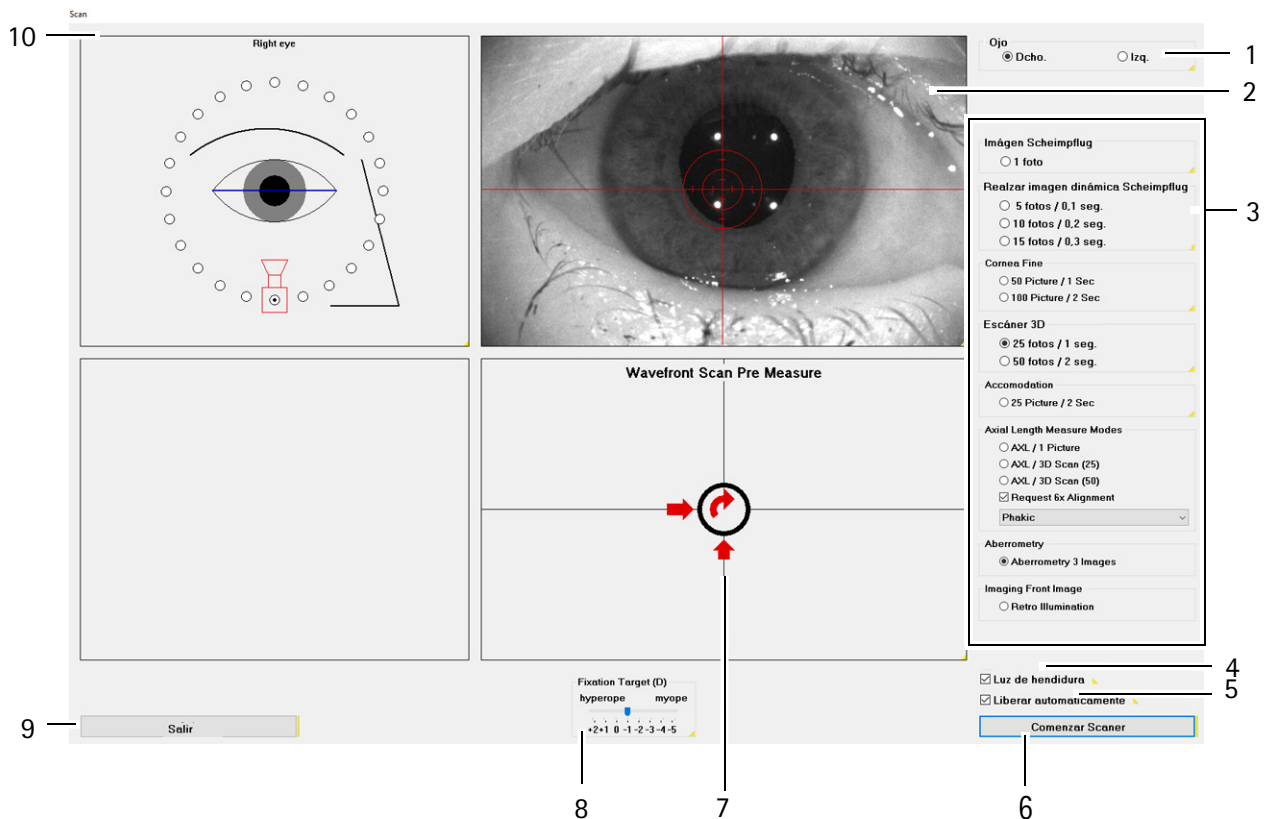 Scan
10
Right eye
Ojo
Dcho.
Izq.
1
2
Imágen Scheimpflug
1 foto
Realzar imagen dinámica Scheimpflug
5 fotos / 0,1 seg.
10 fotos / 0,2 seg.
15 fotos / 0,3 seg.
3
Cornea Fine
50 Picture / 1 Sec
100 Picture / 2 Sec
Escáner 3D
25 fotos / 1 seg.
50 fotos / 2 seg.
Wavefront Scan Pre Measure
Accomodation
25 Picture / 2 Sec
Axial Length Measure Modes
AXL / 1 Picture
AXL / 3D Scan (25)
AXL / 3D Scan (50)
Request 6x Alignment
Phakic
Aberrometry
Aberrometry 3 Images
Imaging Front Image
Retro Illumination
4
Luz de hendidura
5
Liberar automáticamente
Fixation Target (D)
hyperope myope
+2 +1 0 -1 -2 -3 -4 -5
9
Salir
Comenzar Scaner
8
7
6